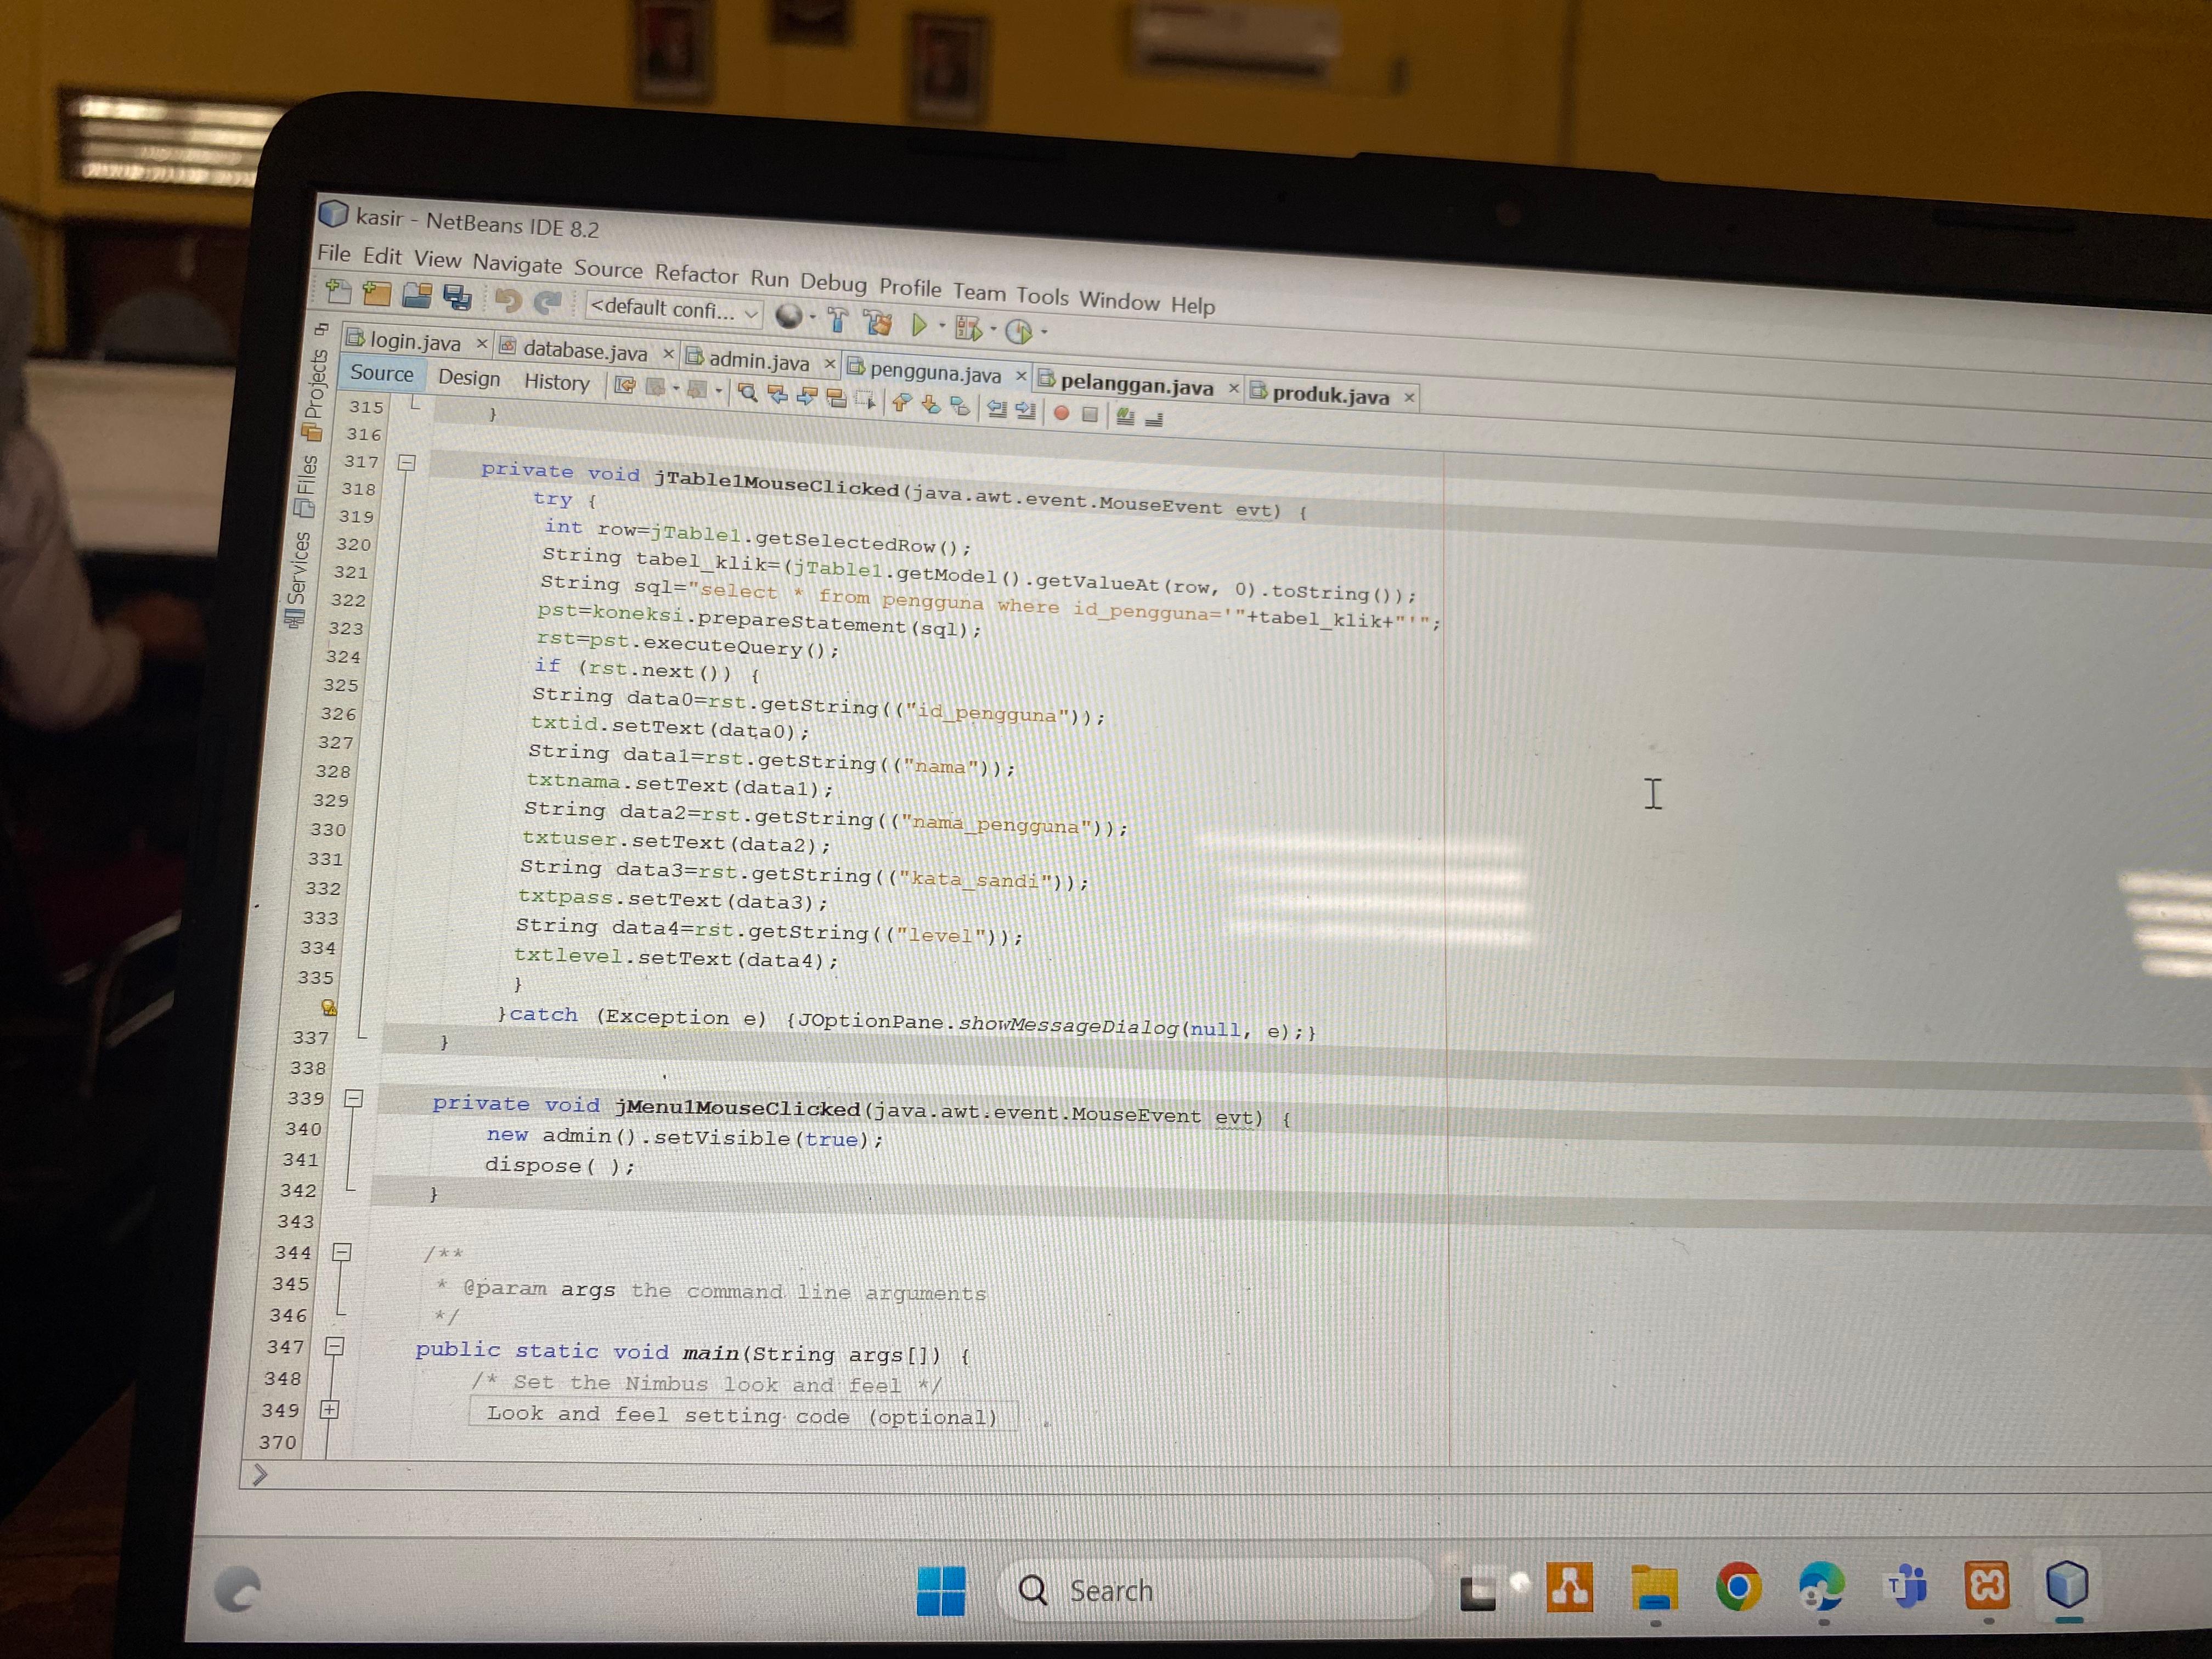 kasir - NetBeans IDE 8.2
File Edit View Navigate Source Refactor Run Debug Profile Team Tools Window Help
<default confi...
login.java × database.java × admin.java × pengguna.java × pelanggan.java × produk.java ×
Source Design History
Projects
Files
Services
315 }
316
317 private void jTable1MouseClicked(java.awt.event.MouseEvent evt) {
318 try {
319 int row=jTable1.getSelectedRow();
320 String tabel_klik=(jTable1.getModel().getValueAt(row, 0).toString());
321 String sql="select * from pengguna where id_pengguna='"+tabel_klik+"'";
322 pst=koneksi.prepareStatement(sql);
323 rst=pst.executeQuery();
324 if (rst.next()) {
325 String data0=rst.getString(("id_pengguna"));
326 txtid.setText(data0);
327 String data1=rst.getString(("nama"));
328 txtnama.setText(data1);
329 String data2=rst.getString(("nama_pengguna"));
330 txtuser.setText(data2);
331 String data3=rst.getString(("kata_sandi"));
332 txtpass.setText(data3);
333 String data4=rst.getString(("level"));
334 txtlevel.setText(data4);
335 }
}catch (Exception e) {JOptionPane.showMessageDialog(null, e);}
337 }
338
339 private void jMenu1MouseClicked(java.awt.event.MouseEvent evt) {
340 new admin().setVisible(true);
341 dispose( );
342 }
343
344 /**
345 * @param args the command line arguments
346 */
347 public static void main(String args[]) {
348 /* Set the Nimbus look and feel */
349 Look and feel setting code (optional)
370
Search